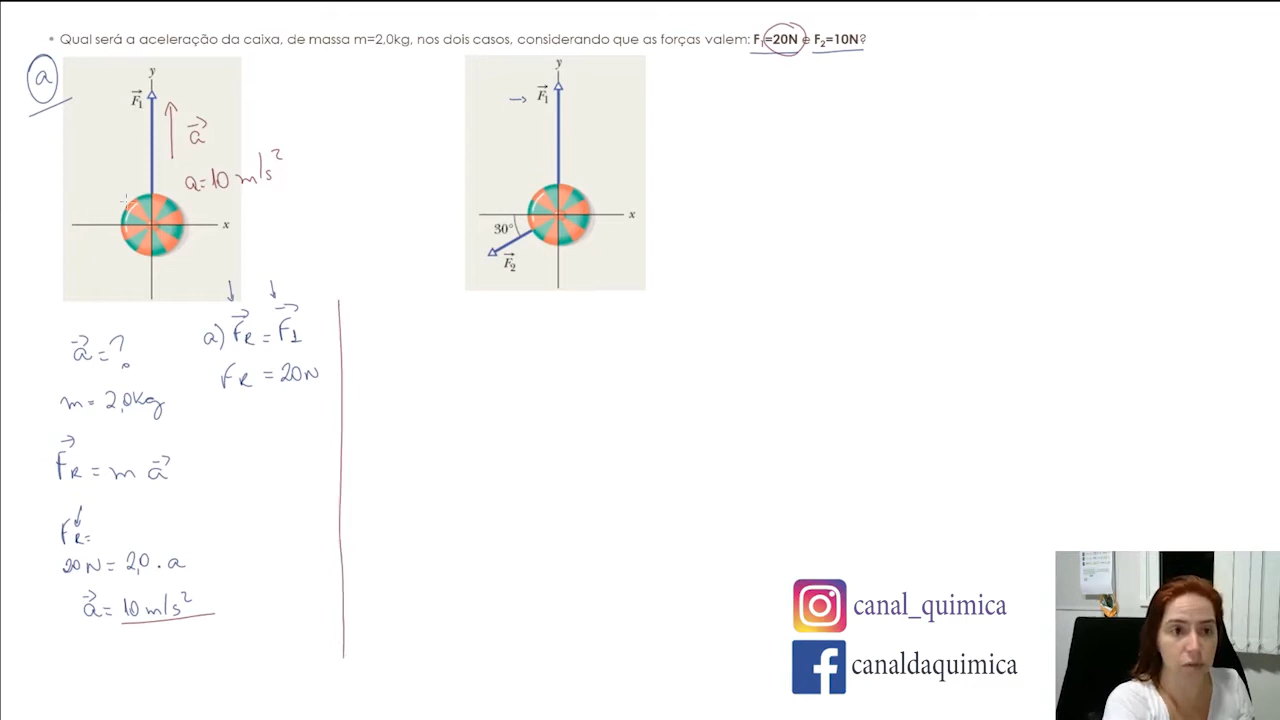 • Qual será a aceleração da caixa, de massa m=2,0kg, nos dois casos, considerando que as forças valem: F1=20N e F2=10N?
a
y
F1
a
a=10 m/s²
x
y
F1
x
30°
F2
a = ?
m = 2,0kg
FR = m a
FR=
20N = 2,0 . a
a = 10 m/s²
a) FR = F1
FR = 20N
canal_quimica
canaldaquimica